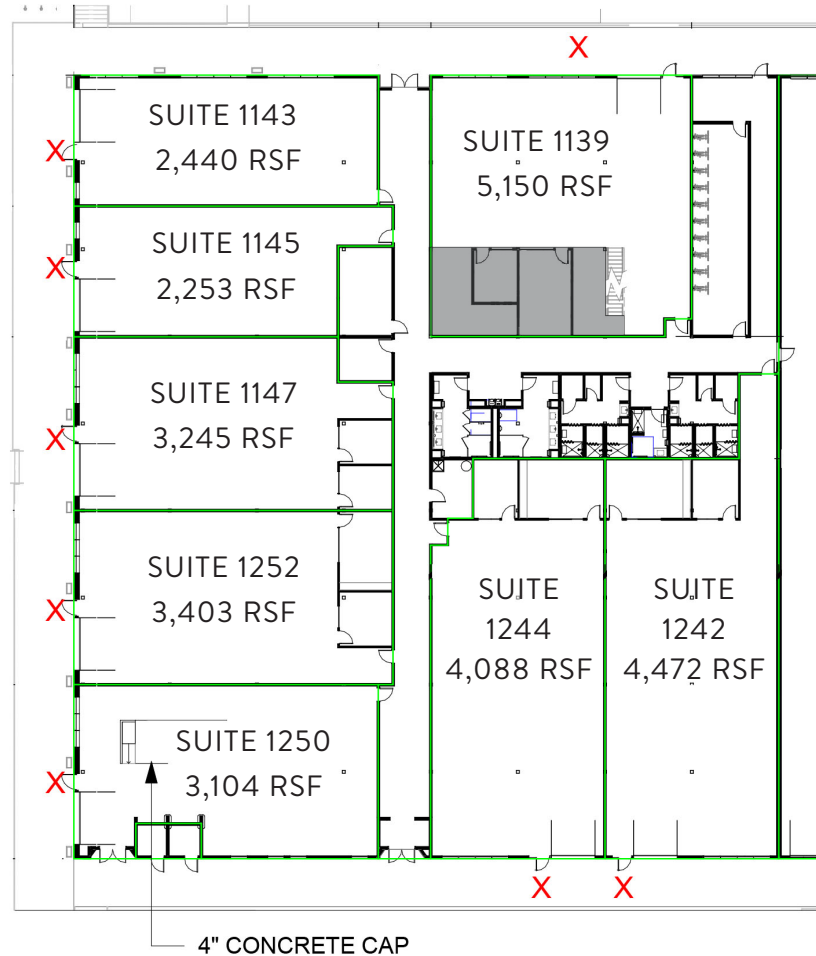 X
SUITE 1143
2,440 RSF
X
SUITE 1139
5,150 RSF
SUITE 1145
2,253 RSF
X
SUITE 1147
3,245 RSF
X
SUITE 1252
3,403 RSF
X
SUITE
1244
4,088 RSF
SUITE
1242
4,472 RSF
SUITE 1250
3,104 RSF
X
X
X
4" CONCRETE CAP